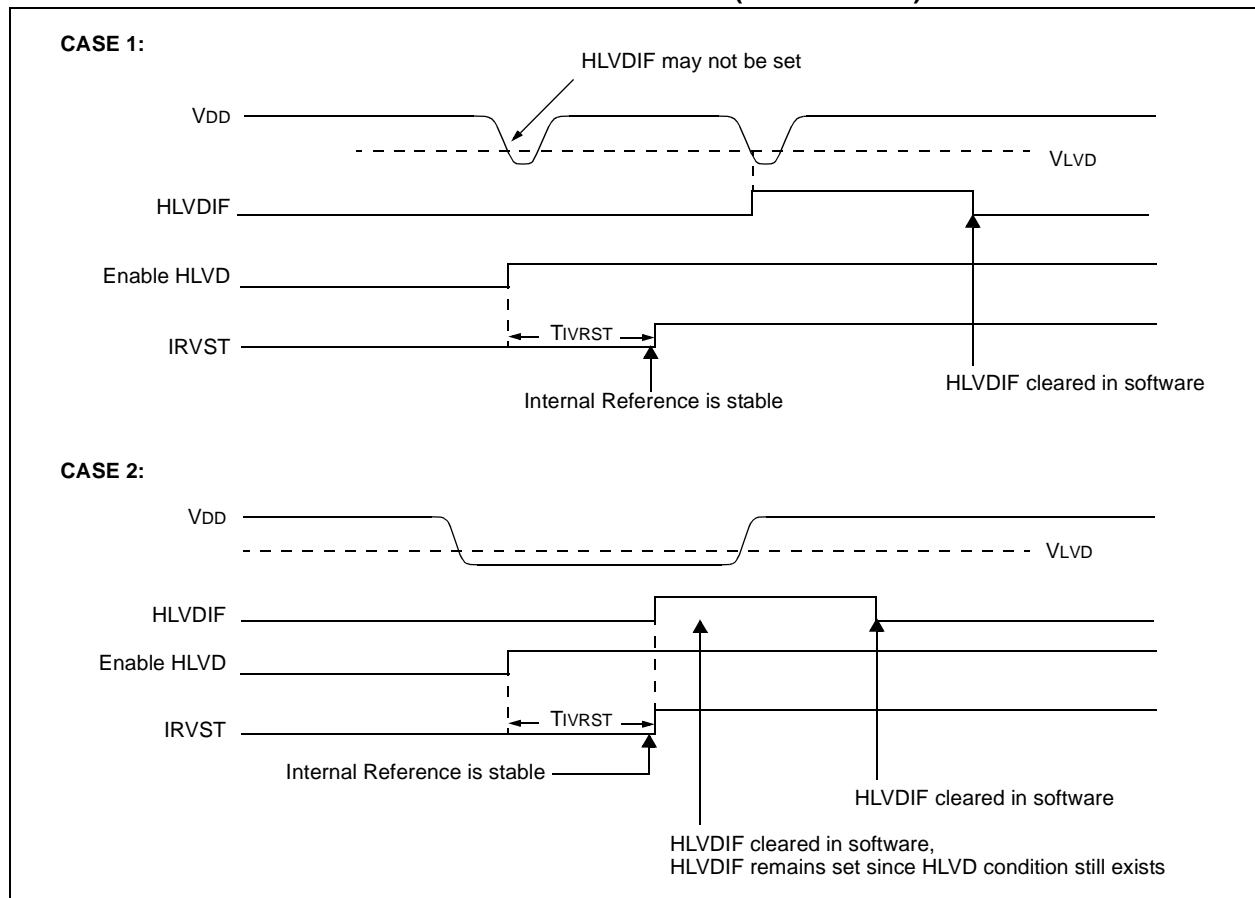 CASE 1:
HLVDIF may not be set
VDD
VLVD
HLVDIF
Enable HLVD
TIVRST
IRVST
HLVDIF cleared in software
Internal Reference is stable
CASE 2:
VDD
VLVD
HLVDIF
Enable HLVD
TIVRST
IRVST
Internal Reference is stable
HLVDIF cleared in software
HLVDIF cleared in software,
HLVDIF remains set since HLVD condition still exists